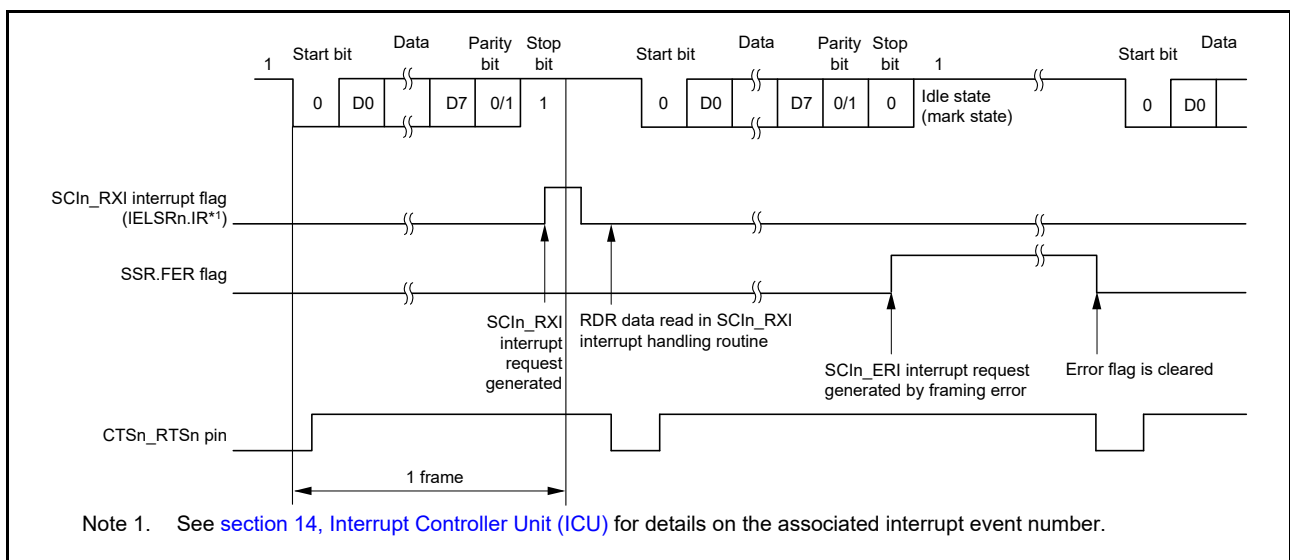 1
Start bit
Data
Parity bit
Stop bit
0
D0
D7
0/1
1
Start bit
Data
Parity bit
Stop bit
1
0
D0
D7
0/1
0
Idle state
(mark state)
Start bit
Data
0
D0
SCIn_RXI interrupt flag
(IELSRn.IR*1)
SSR.FER flag
SCIn_RXI
interrupt
request
generated
RDR data read in SCIn_RXI
interrupt handling routine
SCIn_ERI interrupt request
generated by framing error
Error flag is cleared
CTSn_RTSn pin
1 frame
Note 1. See section 14, Interrupt Controller Unit (ICU) for details on the associated interrupt event number.